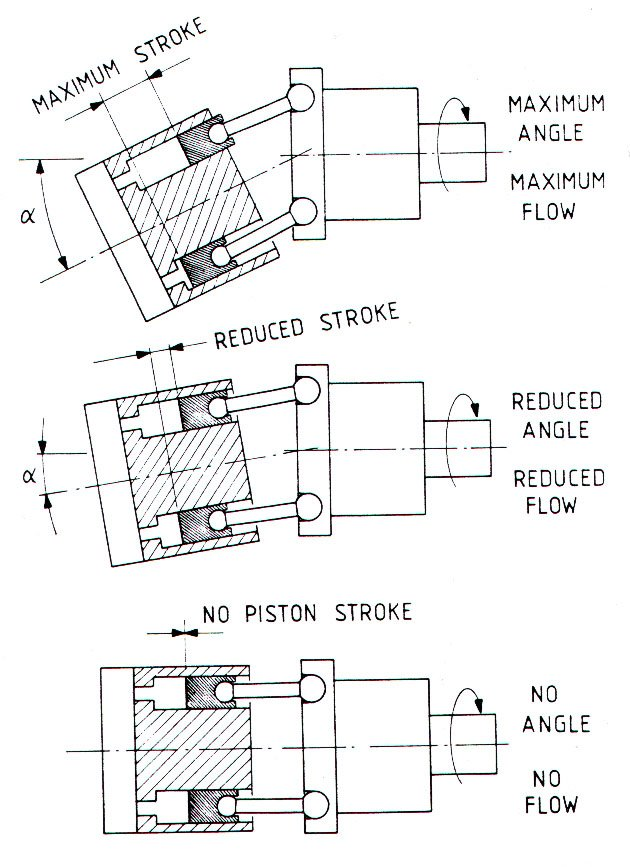 MAXIMUM STROKE
MAXIMUM
ANGLE
α
MAXIMUM
FLOW
REDUCED STROKE
REDUCED
ANGLE
α
REDUCED
FLOW
NO PISTON STROKE
NO
ANGLE
NO
FLOW